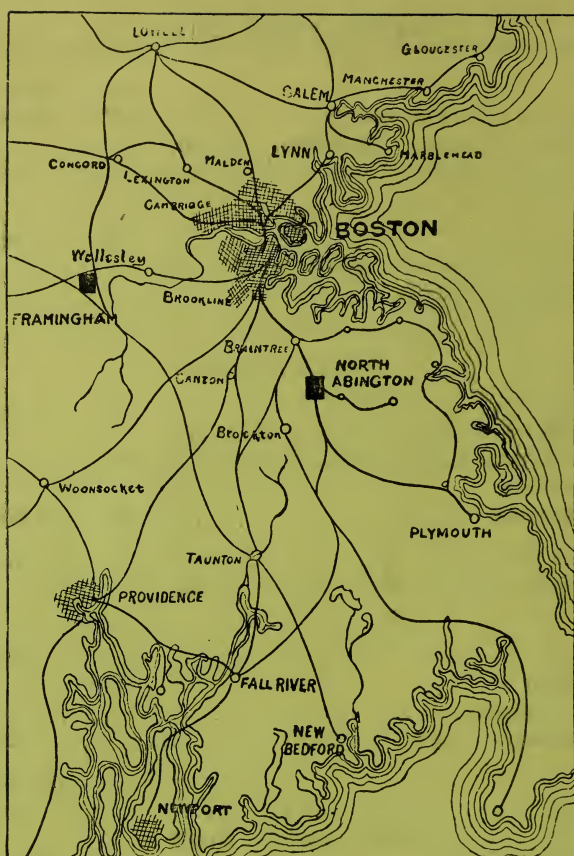 LOWELL
GLOUCESTER
MANCHESTER
SALEM
LYNN
MARBLEHEAD
MALDEN
CONCORD
LEXINGTON
CAMBRIDGE
BOSTON
Wellesley
BROOKLINE
FRAMINGHAM
BRAINTREE
NORTH
ABINGTON
CANTON
BROCKTON
WOONSOCKET
PLYMOUTH
TAUNTON
PROVIDENCE
FALL RIVER
NEW
BEDFORD
NEWPORT